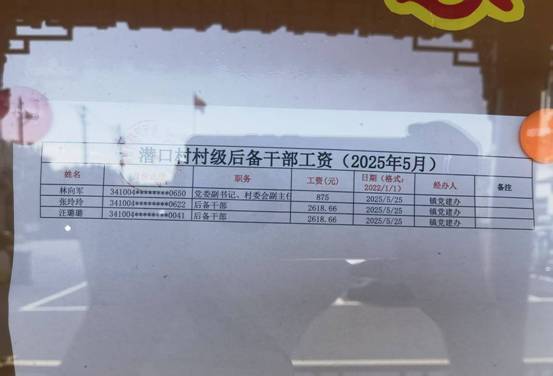 潜口村村级后备干部工资（2025年5月）
姓名 职务 工资(元) 日期（格式：2022/1/1） 经办人 备注
林向军 341004********0650 党委副书记、村委会副主任 875 2025/5/25 镇党建办
张玲玲 341004********0622 后备干部 2618.66 2025/5/25 镇党建办
汪璐璐 341004********0041 后备干部 2618.66 2025/5/25 镇党建办